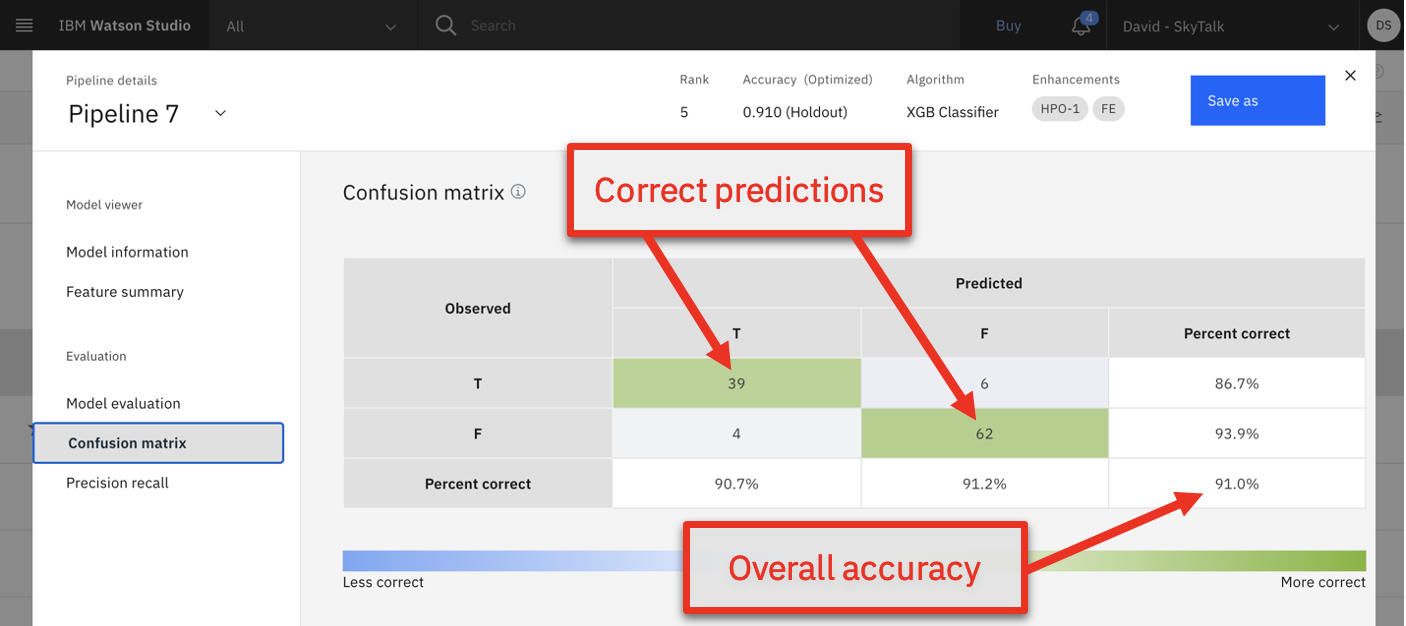 IBM Watson Studio
All
Search
Buy
4
David - SkyTalk
DS
Pipeline details
Pipeline 7
Rank
5
Accuracy (Optimized)
0.910 (Holdout)
Algorithm
XGB Classifier
Enhancements
HPO-1 FE
Save as
Model viewer
Model information
Feature summary
Evaluation
Model evaluation
Confusion matrix
Precision recall
Confusion matrix
Correct predictions
Observed Predicted
T F Percent correct
T 39 6 86.7%
F 4 62 93.9%
Percent correct 90.7% 91.2% 91.0%
Overall accuracy
Less correct More correct